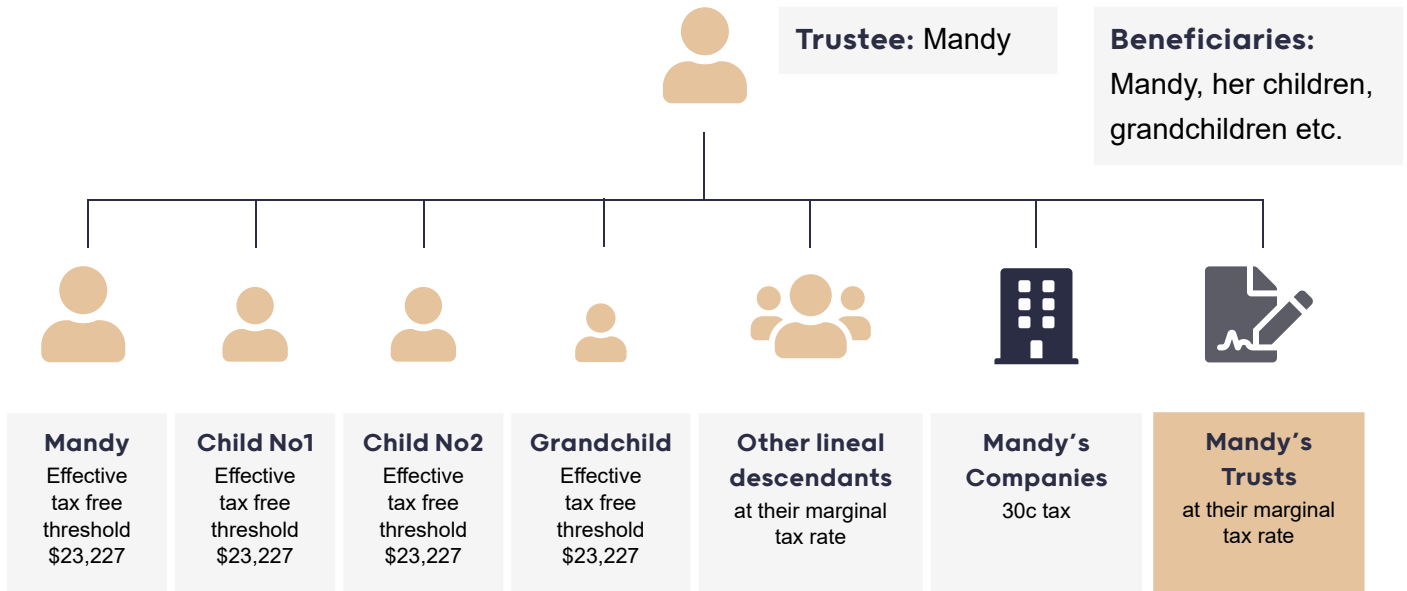 Trustee: Mandy
Beneficiaries:
Mandy, her children,
grandchildren etc.
Mandy
Effective
tax free
threshold
$23,227
Child No1
Effective
tax free
threshold
$23,227
Child No2
Effective
tax free
threshold
$23,227
Grandchild
Effective
tax free
threshold
$23,227
Other lineal
descendants
at their marginal
tax rate
Mandy’s
Companies
30c tax
Mandy’s
Trusts
at their marginal
tax rate